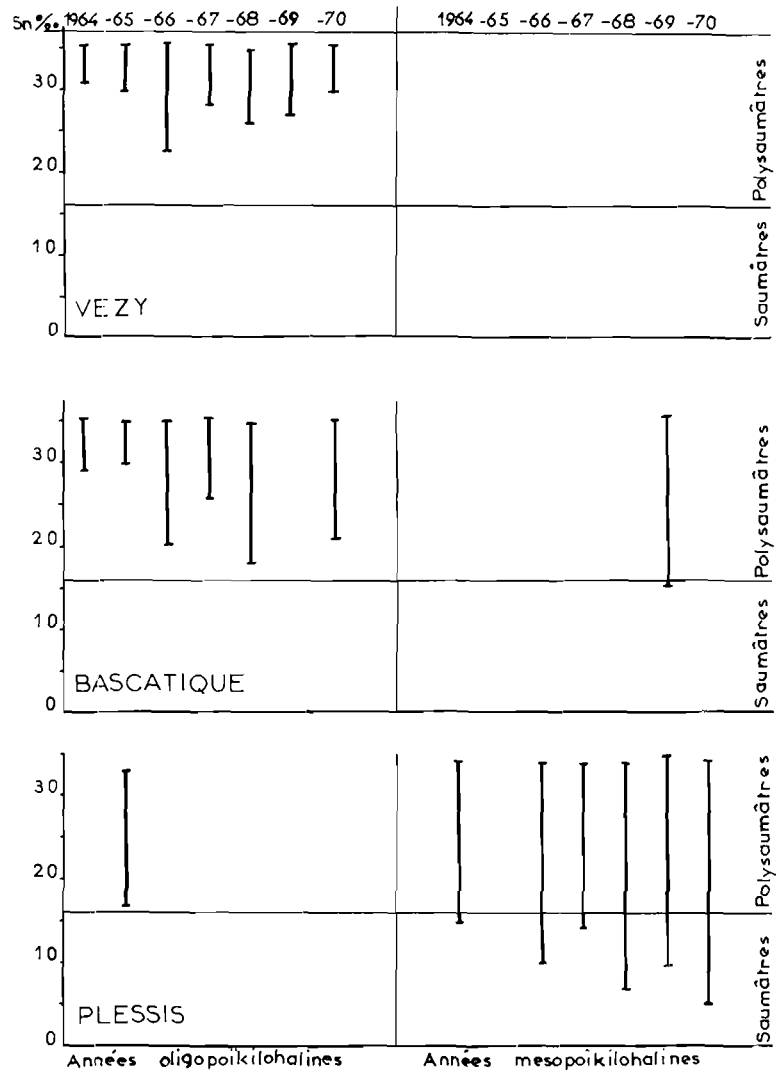 Sn‰ 1964 -65 -66 -67 -68 -69 -70 1964 -65 -66 -67 -68 -69 -70
30
20
10
0
VEZY
Polysaumâtres
Saumâtres
30
20
10
0
BASCATIQUE
Polysaumâtres
Saumâtres
30
20
10
0
PLESSIS
Polysaumâtres
Saumâtres
Années oligopoïkilohalines Années mesopoïkilohalines